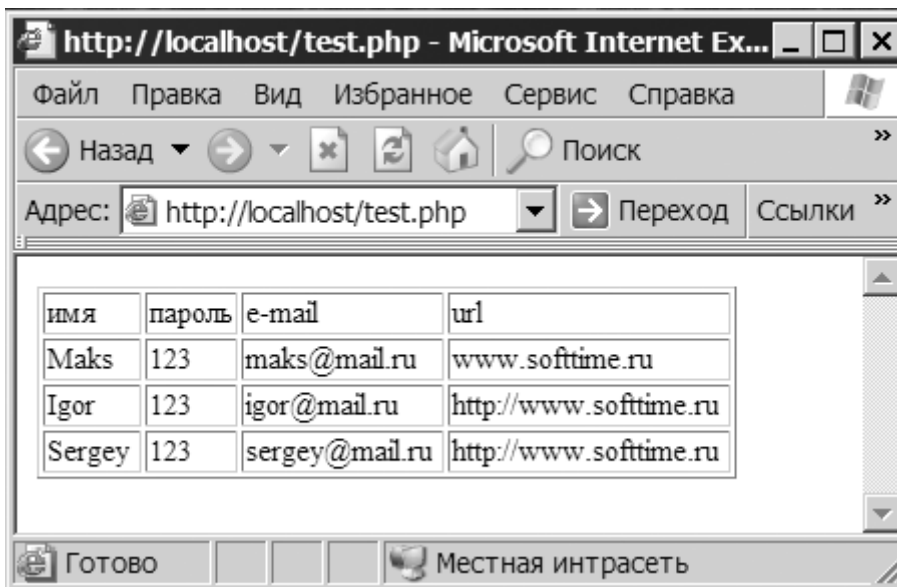 http://localhost/test.php - Microsoft Internet Ex...
Файл Правка Вид Избранное Сервис Справка
Назад Поиск »
Адрес: http://localhost/test.php Переход Ссылки »
имя пароль e-mail url
Maks 123 maks@mail.ru www.softtime.ru
Igor 123 igor@mail.ru http://www.softtime.ru
Sergey 123 sergey@mail.ru http://www.softtime.ru
Готово Местная интрасеть